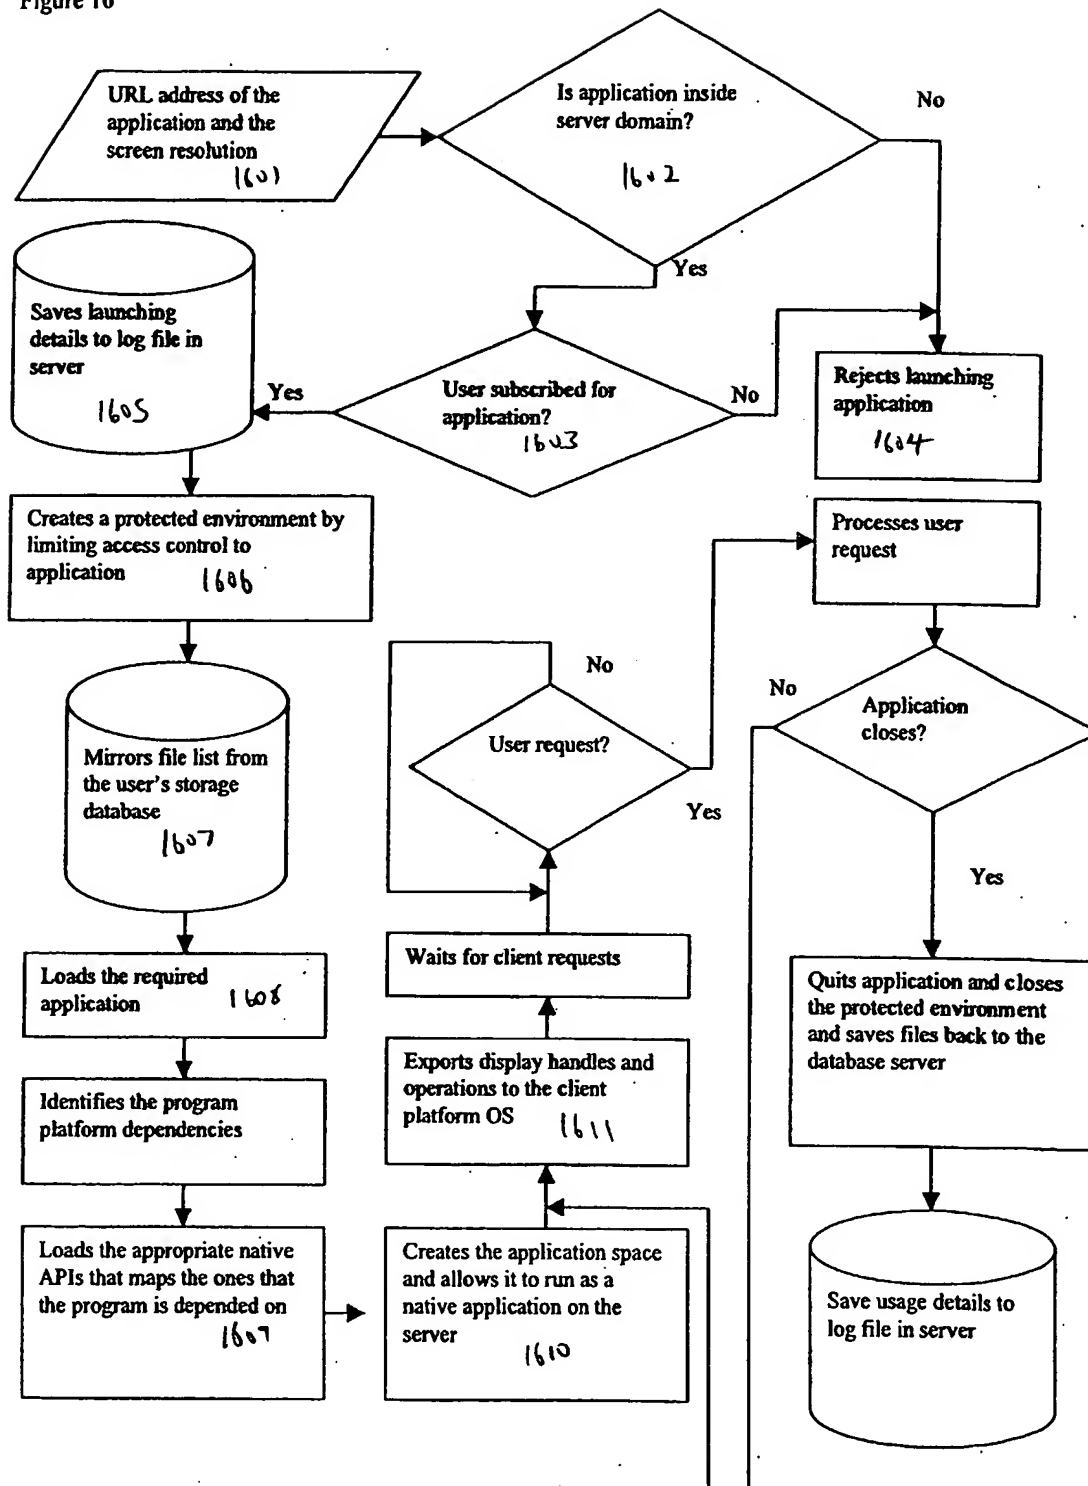 Figure 16
URL address of the
application and the
screen resolution
1601
Is application inside
server domain?
1602
No
Yes
Saves launching
details to log file in
server
1605
Yes
User subscribed for
application?
1603
No
Rejects launching
application
1604
Creates a protected environment by
limiting access control to
application
1606
Processes user
request
Mirrors file list from
the user's storage
database
1607
No
User request?
Yes
No
Application
closes?
Yes
Loads the required
application
1608
Waits for client requests
Quits application and closes
the protected environment
and saves files back to the
database server
Identifies the program
platform dependencies
Exports display handles and
operations to the client
platform OS
1611
Loads the appropriate native
APIs that maps the ones that
the program is depended on
Creates the application space
and allows it to run as a
native application on the
server
1610
Save usage details to
log file in server